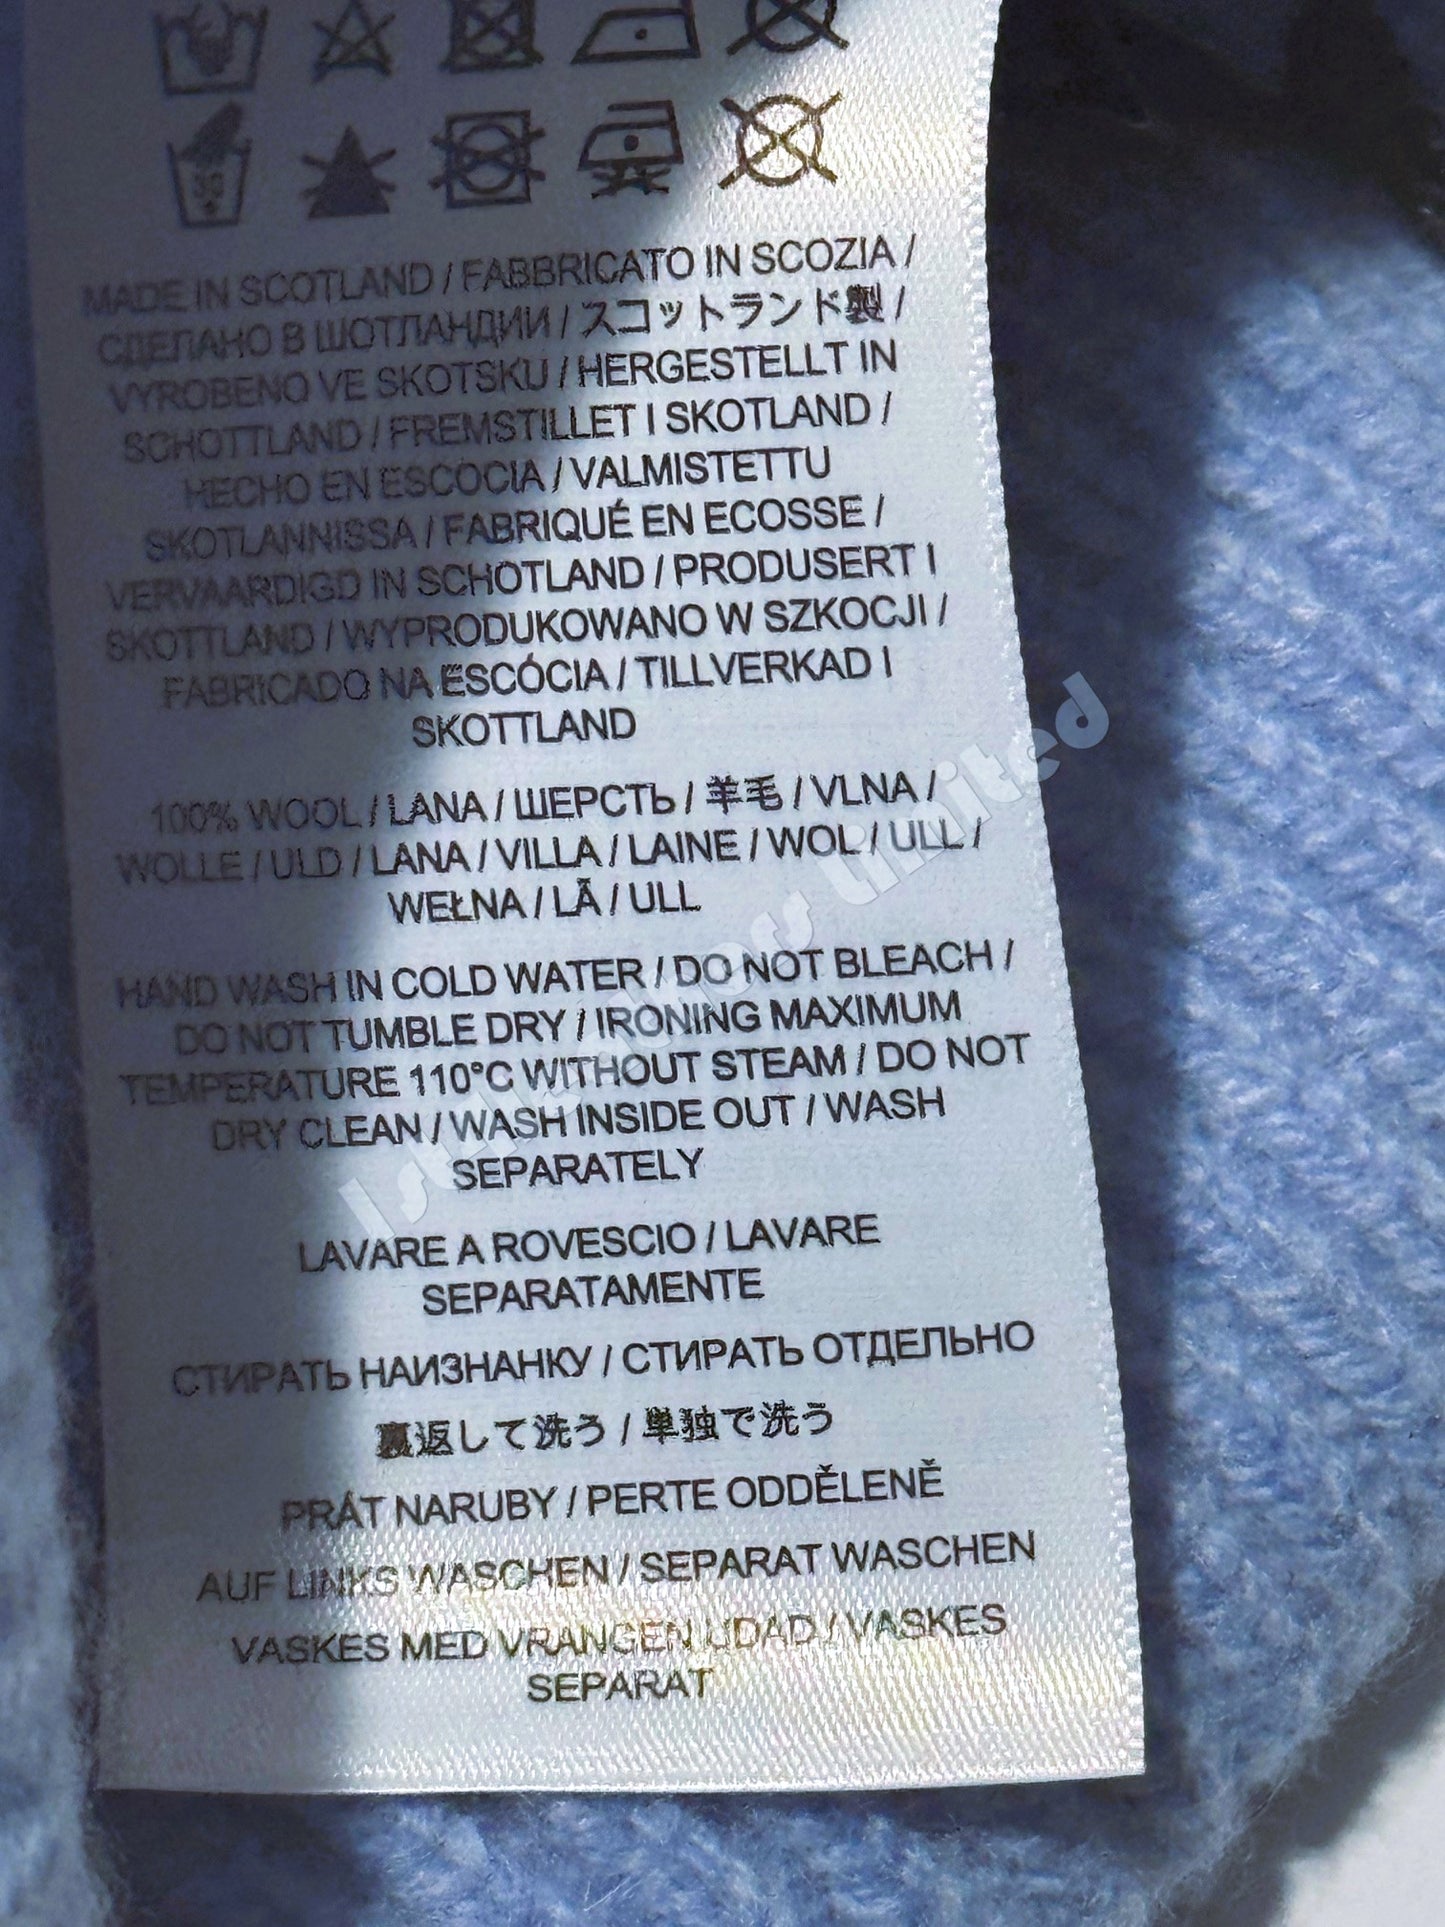 MADE IN SCOTLAND / FABBRICATO IN SCOZIA /
СДЕЛАНО В ШОТЛАНДИИ / スコットランド製 /
VYROBENO VE SKOTSKU / HERGESTELLT IN
SCHOTTLAND / FREMSTILLET I SKOTLAND /
HECHO EN ESCOCIA / VALMISTETTU
SKOTLANNISSA / FABRIQUÉ EN ECOSSE /
VERVAARDIGD IN SCHOTLAND / PRODUSERT I
SKOTTLAND / WYPRODUKOWANO W SZKOCJI /
FABRICADO NA ESCÓCIA / TILLVERKAD I
SKOTTLAND
100% WOOL / LANA / ШЕРСТЬ / 羊毛 / VLNA /
WOLLE / ULD / LANA / VILLA / LAINE / WOL / ULL /
WEŁNA / LÃ / ULL
HAND WASH IN COLD WATER / DO NOT BLEACH /
DO NOT TUMBLE DRY / IRONING MAXIMUM
TEMPERATURE 110°C WITHOUT STEAM / DO NOT
DRY CLEAN / WASH INSIDE OUT / WASH
SEPARATELY
LAVARE A ROVESCIO / LAVARE
SEPARATAMENTE
СТИРАТЬ НАИЗНАНКУ / СТИРАТЬ ОТДЕЛЬНО
裏返して洗う / 単独で洗う
PRÁT NARUBY / PERTE ODDĚLENĚ
AUF LINKS WASCHEN / SEPARAT WASCHEN
VASKES MED VRANGEN UDAD / VASKES
SEPARAT
limited